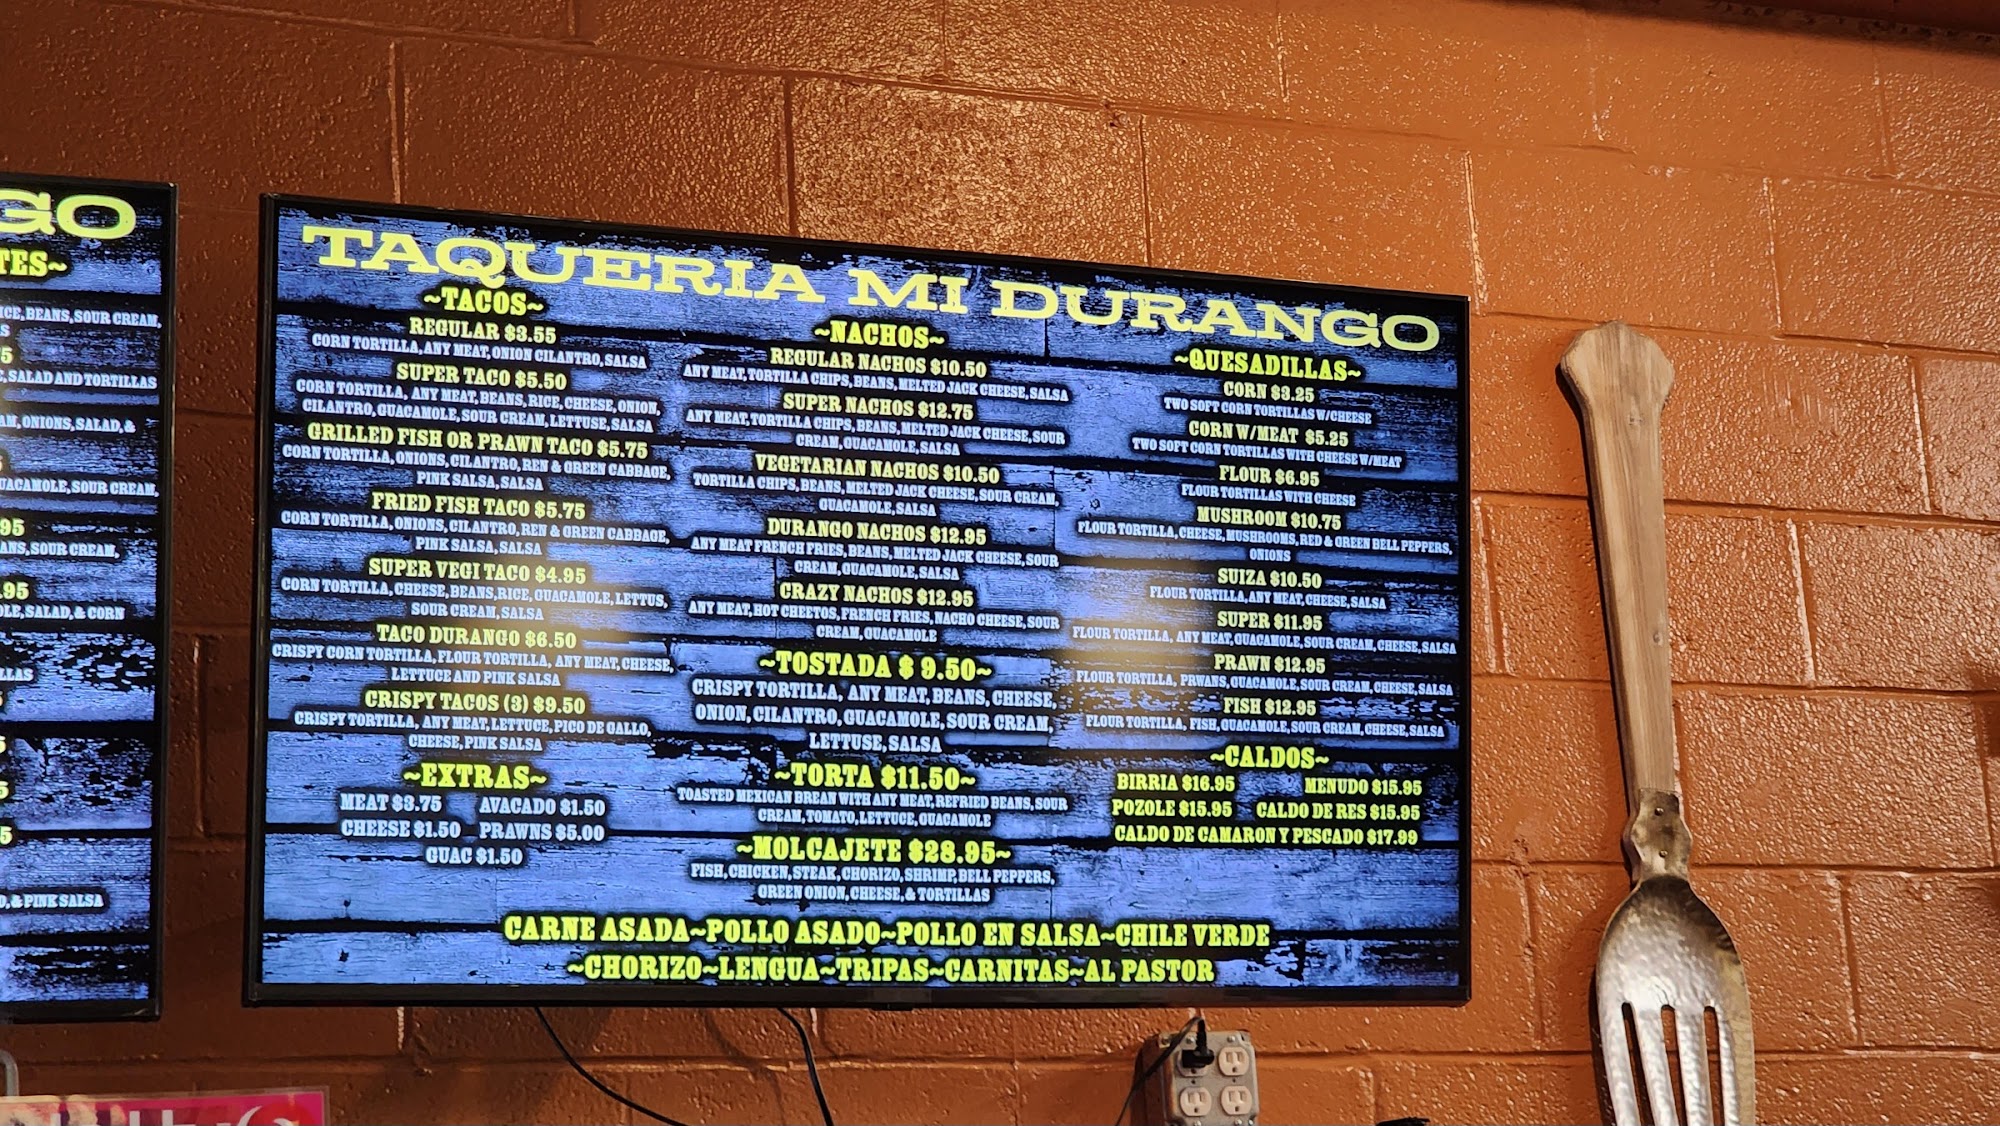 GO
TES~
ICE, BEANS, SOUR CREAM,
S
5
, SALAD AND TORTILLAS
AM, ONIONS, SALAD, &
UACAMOLE, SOUR CREAM,
95
ANS, SOUR CREAM,
.95
OLE, SALAD, & CORN
LLAS
5
5
5
O, & PINK SALSA
TAQUERIA MI DURANGO
~TACOS~
REGULAR $3.55
CORN TORTILLA, ANY MEAT, ONION CILANTRO, SALSA
SUPER TACO $5.50
CORN TORTILLA, ANY MEAT, BEANS, RICE, CHEESE, ONION,
CILANTRO, GUACAMOLE, SOUR CREAM, LETTUSE, SALSA
GRILLED FISH OR PRAWN TACO $5.75
CORN TORTILLA, ONIONS, CILANTRO, REN & GREEN CABBAGE,
PINK SALSA, SALSA
FRIED FISH TACO $5.75
CORN TORTILLA, ONIONS, CILANTRO, REN & GREEN CABBAGE,
PINK SALSA, SALSA
SUPER VEGI TACO $4.95
CORN TORTILLA, CHEESE, BEANS, RICE, GUACAMOLE, LETTUS,
SOUR CREAM, SALSA
TACO DURANGO $6.50
CRISPY CORN TORTILLA, FLOUR TORTILLA, ANY MEAT, CHEESE,
LETTUCE AND PINK SALSA
CRISPY TACOS (3) $9.50
CRISPY TORTILLA, ANY MEAT, LETTUCE, PICO DE GALLO,
CHEESE, PINK SALSA
~EXTRAS~
MEAT $3.75 AVACADO $1.50
CHEESE $1.50 PRAWNS $5.00
GUAC $1.50
~NACHOS~
REGULAR NACHOS $10.50
ANY MEAT, TORTILLA CHIPS, BEANS, MELTED JACK CHEESE, SALSA
SUPER NACHOS $12.75
ANY MEAT, TORTILLA CHIPS, BEANS, MELTED JACK CHEESE, SOUR
CREAM, GUACAMOLE, SALSA
VEGETARIAN NACHOS $10.50
TORTILLA CHIPS, BEANS, MELTED JACK CHEESE, SOUR CREAM,
GUACAMOLE, SALSA
DURANGO NACHOS $12.95
ANY MEAT FRENCH FRIES, BEANS, MELTED JACK CHEESE, SOUR
CREAM, GUACAMOLE, SALSA
CRAZY NACHOS $12.95
ANY MEAT, HOT CHEETOS, FRENCH FRIES, NACHO CHEESE, SOUR
CREAM, GUACAMOLE
~TOSTADA $ 9.50~
CRISPY TORTILLA, ANY MEAT, BEANS, CHEESE,
ONION, CILANTRO, GUACAMOLE, SOUR CREAM,
LETTUSE, SALSA
~TORTA $11.50~
TOASTED MEXICAN BREAN WITH ANY MEAT, REFRIED BEANS, SOUR
CREAM, TOMATO, LETTUCE, GUACAMOLE
~MOLCAJETE $28.95~
FISH, CHICKEN, STEAK, CHORIZO, SHRIMP, BELL PEPPERS,
GREEN ONION, CHEESE, & TORTILLAS
~QUESADILLAS~
CORN $3.25
TWO SOFT CORN TORTILLAS W/CHEESE
CORN W/MEAT $5.25
TWO SOFT CORN TORTILLAS WITH CHEESE W/MEAT
FLOUR $6.95
FLOUR TORTILLAS WITH CHEESE
MUSHROOM $10.75
FLOUR TORTILLA, CHEESE, MUSHROOMS, RED & GREEN BELL PEPPERS,
ONIONS
SUIZA $10.50
FLOUR TORTILLA, ANY MEAT, CHEESE, SALSA
SUPER $11.95
FLOUR TORTILLA, ANY MEAT, GUACAMOLE, SOUR CREAM, CHEESE, SALSA
PRAWN $12.95
FLOUR TORTILLA, PRWANS, GUACAMOLE, SOUR CREAM, CHEESE, SALSA
FISH $12.95
FLOUR TORTILLA, FISH, GUACAMOLE, SOUR CREAM, CHEESE, SALSA
~CALDOS~
BIRRIA $16.95 MENUDO $15.95
POZOLE $15.95 CALDO DE RES $15.95
CALDO DE CAMARON Y PESCADO $17.99
CARNE ASADA~POLLO ASADO~POLLO EN SALSA~CHILE VERDE
~CHORIZO~LENGUA~TRIPAS~CARNITAS~AL PASTOR